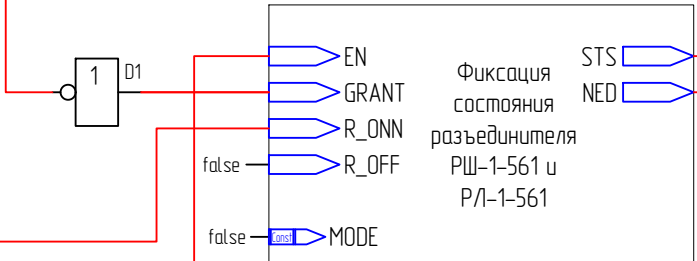 1
D1
EN
GRANT
R_ONN
false
R_OFF
false
Const
MODE
Фиксация
состояния
разъединителя
РШ-1-561 и
РЛ-1-561
STS
NED